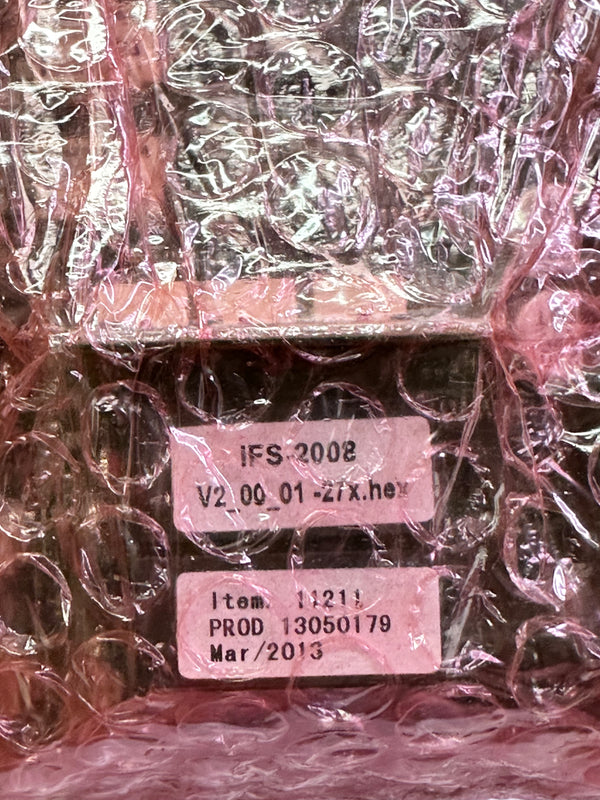 IFS-2008
V2_00_01 -27x.hex
Item. 11211
PROD 13050179
Mar/2013